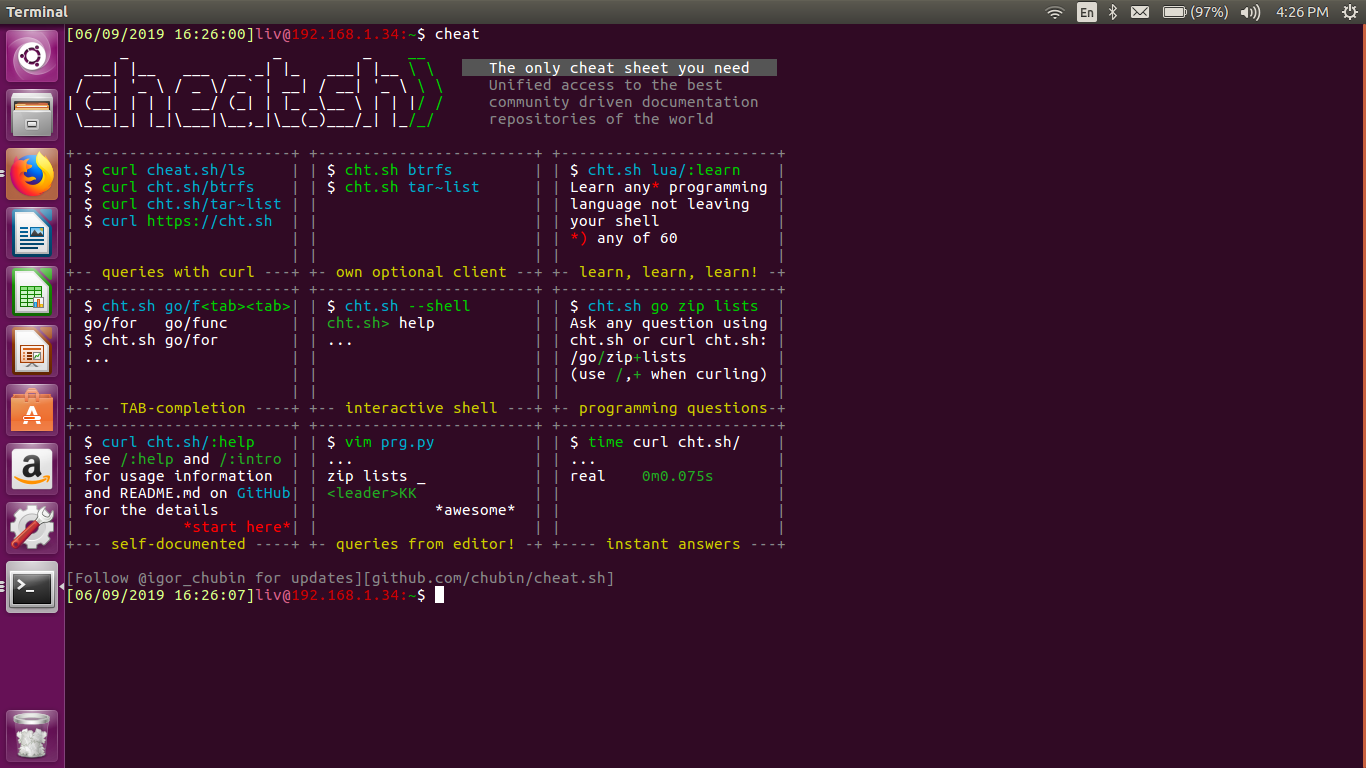 Terminal
En (97%) 4:26 PM
[06/09/2019 16:26:00]liv@192.168.1.34:~$ cheat
cheat.sh
The only cheat sheet you need
Unified access to the best
community driven documentation
repositories of the world
+------------------------+ +------------------------+ +------------------------+
| $ curl cheat.sh/ls     | | $ cht.sh btrfs         | | $ cht.sh lua/:learn    |
| $ curl cht.sh/btrfs    | | $ cht.sh tar~list      | | Learn any* programming |
| $ curl cht.sh/tar~list | |                        | | language not leaving   |
| $ curl https://cht.sh  | |                        | | your shell             |
|                        | |                        | | *) any of 60           |
|                        | |                        | |                        |
+-- queries with curl ---+ +- own optional client --+ +- learn, learn, learn! -+
+------------------------+ +------------------------+ +------------------------+
| $ cht.sh go/f<tab><tab>| | $ cht.sh --shell       | | $ cht.sh go zip lists  |
| go/for   go/func       | | cht.sh> help           | | Ask any question using |
| $ cht.sh go/for        | | ...                    | | cht.sh or curl cht.sh: |
| ...                    | |                        | | /go/zip+lists          |
|                        | |                        | | (use /,+ when curling) |
|                        | |                        | |                        |
+---- TAB-completion ----+ +-- interactive shell ---+ +- programming questions-+
+------------------------+ +------------------------+ +------------------------+
| $ curl cht.sh/:help    | | $ vim prg.py           | | $ time curl cht.sh/    |
| see /:help and /:intro | | ...                    | | ...                    |
| for usage information  | | zip lists _            | | real    0m0.075s       |
| and README.md on GitHub| | <leader>KK             | |                        |
| for the details        | |             *awesome*  | |                        |
|            *start here*| |                        | |                        |
+--- self-documented ----+ +- queries from editor! -+ +---- instant answers ---+
[Follow @igor_chubin for updates][github.com/chubin/cheat.sh]
[06/09/2019 16:26:07]liv@192.168.1.34:~$